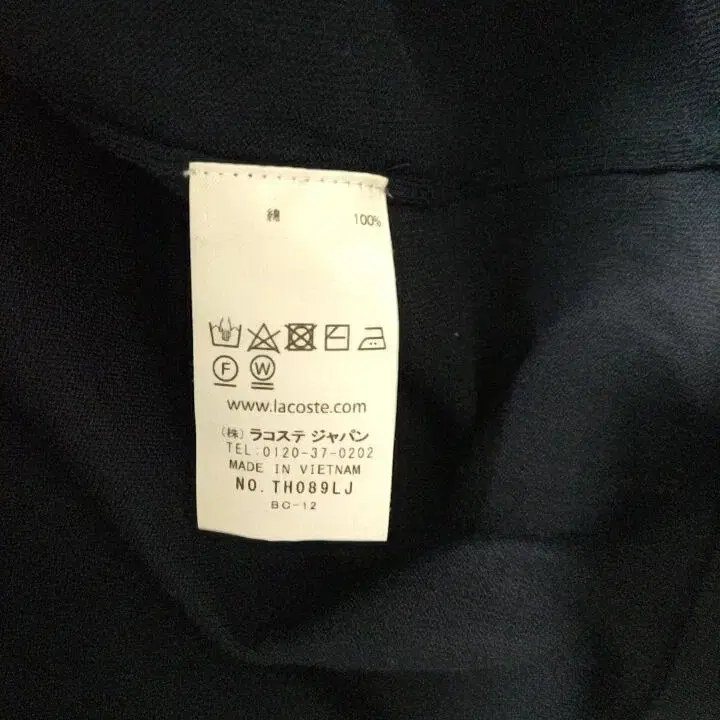 綿 100%
F W
www.lacoste.com
(株) ラコステ ジャパン
TEL:0120-37-0202
MADE IN VIETNAM
NO. TH089LJ
BC-12